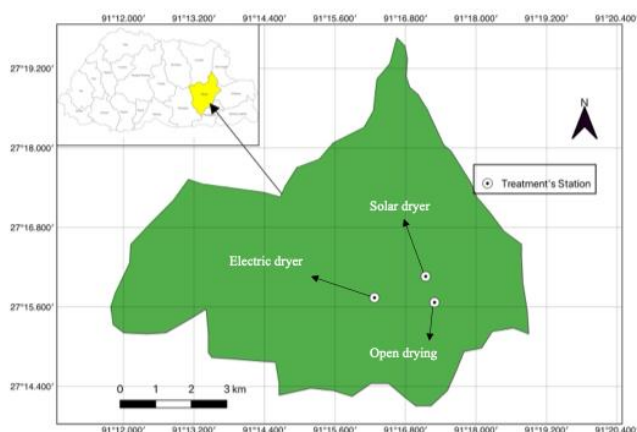 91°12.000' 91°13.200' 91°14.400' 91°15.600' 91°16.800' 91°18.000' 91°19.200' 91°20.400'
27°19.200'
N
27°18.000'
Treatment's Station
27°16.800'
Solar dryer
Electric dryer
27°15.600'
Open drying
27°14.400'
0 1 2 3 km
91°12.000' 91°13.200' 91°14.400' 91°15.600' 91°16.800' 91°18.000' 91°19.200' 91°20.400'